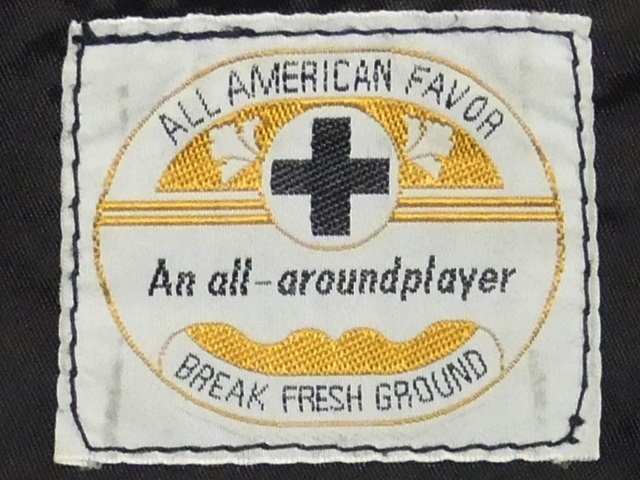 ALL AMERICAN FAVOR
An all-aroundplayer
BREAK FRESH GROUND